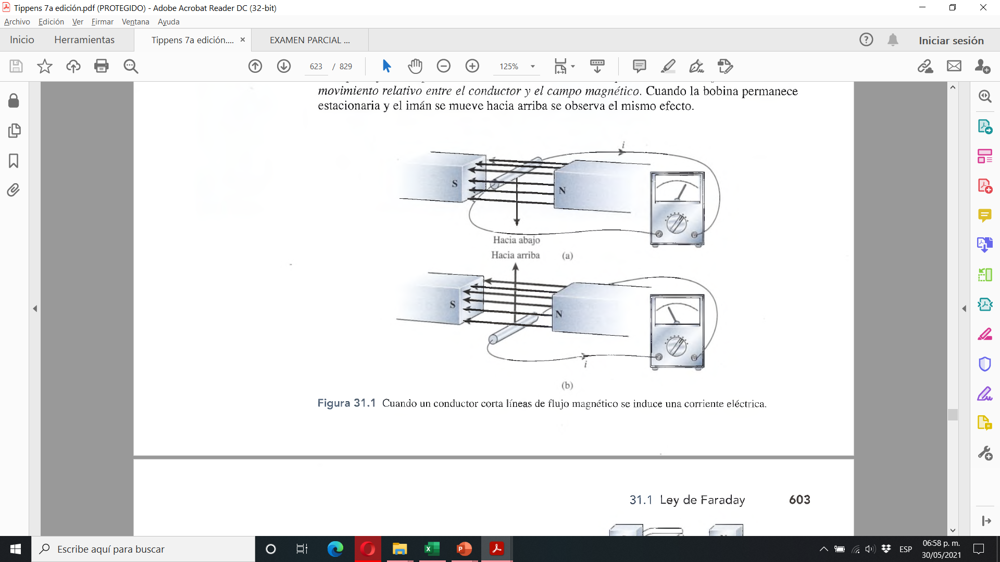 Tippens 7a edición.pdf (PROTEGIDO) - Adobe Acrobat Reader DC (32-bit)
Archivo Edición Ver Firmar Ventana Ayuda
Inicio Herramientas Tippens 7a edición.... × EXAMEN PARCIAL ... Iniciar sesión
623 / 829 125%
movimiento relativo entre el conductor y el campo magnético. Cuando la bobina permanece
estacionaria y el imán se mueve hacia arriba se observa el mismo efecto.
i
S
N
Hacia abajo
Hacia arriba (a)
S
N
i
(b)
Figura 31.1 Cuando un conductor corta líneas de flujo magnético se induce una corriente eléctrica.
31.1 Ley de Faraday 603
Escribe aquí para buscar
ESP
06:58 p. m.
30/05/2021